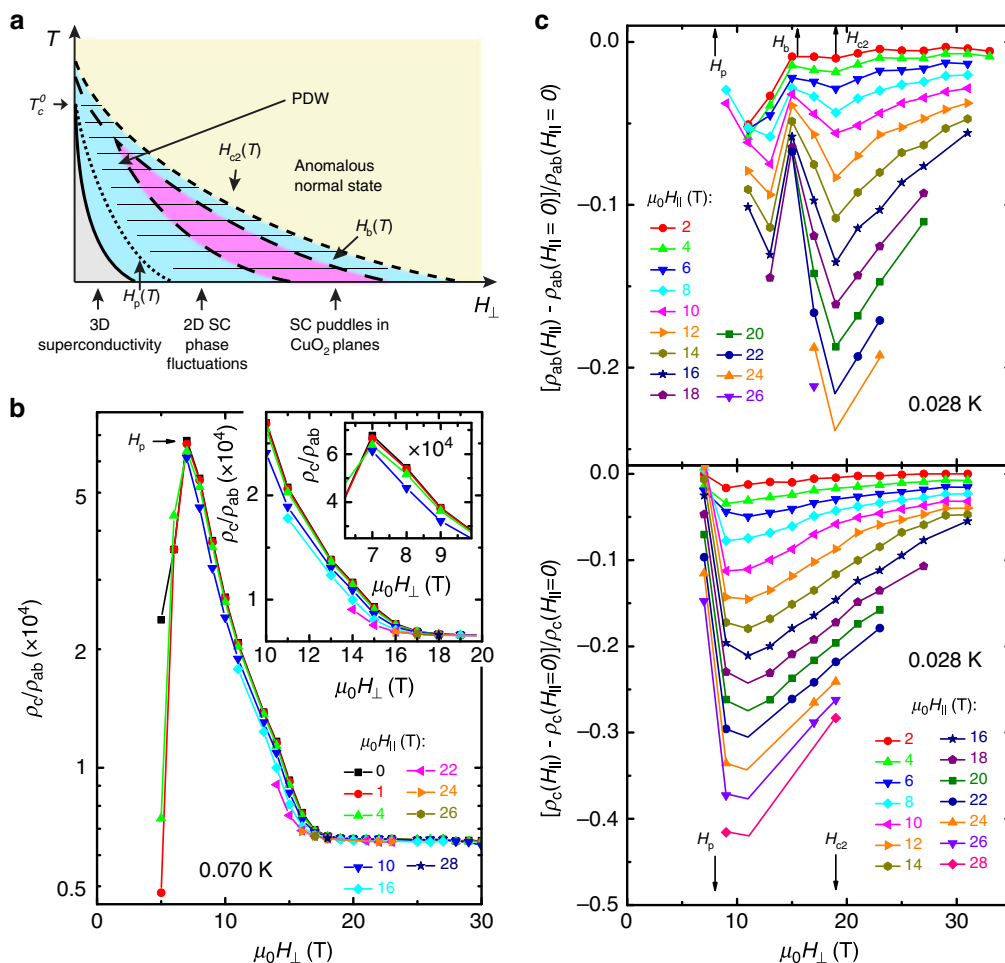 a
T
T_c^0
PDW
H_c2(T)
Anomalous
normal state
H_b(T)
H_p(T)
H_⊥
3D
superconductivity
2D SC
phase
fluctuations
SC puddles in
CuO_2 planes
b
ρ_c/ρ_ab (×10^4)
5
2
1
0.5
0 10 20 30
μ_0H_⊥ (T)
H_p
0.070 K
μ_0H_|| (T):
0 22
1 24
4 26
10 28
16
ρ_c/ρ_ab (×10^4)
2
1
10 12 14 16 18 20
μ_0H_⊥ (T)
ρ_c/ρ_ab
×10^4
6
4
7 8 9
μ_0H_⊥ (T)
c
[ρ_ab(H_||) - ρ_ab(H_|| = 0)]/ρ_ab(H_|| = 0)
0.0
−0.1
−0.2
H_p
H_b
H_c2
μ_0H_|| (T):
2
4
6
8
10
12 20
14 22
16 24
18 26
0.028 K
[ρ_c(H_||) - ρ_c(H_||=0)]/ρ_c(H_||=0)
0.0
−0.1
−0.2
−0.3
−0.4
−0.5
0.028 K
μ_0H_|| (T):
2 16
4 18
6 20
8 22
10 24
12 26
14 28
H_p
H_c2
0 10 20 30
μ_0H_⊥ (T)